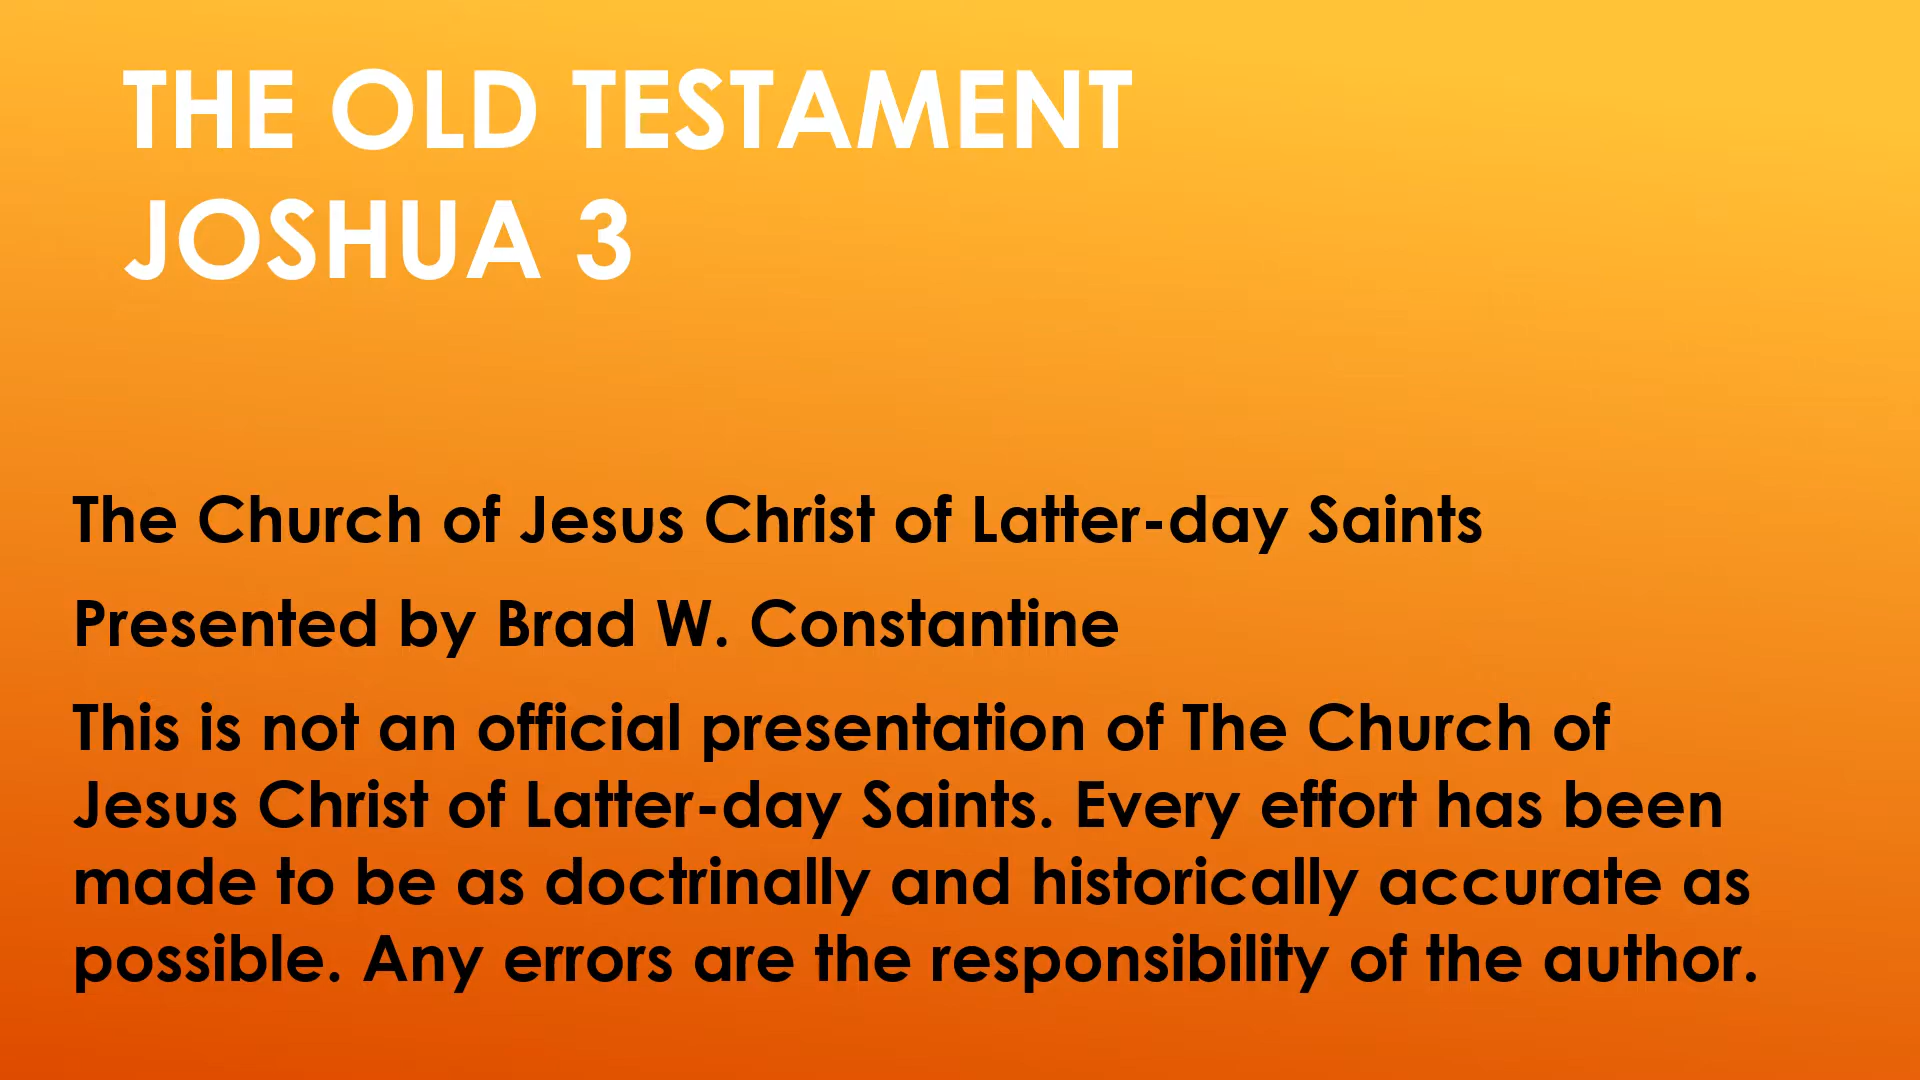 THE OLD TESTAMENT
JOSHUA 3
The Church of Jesus Christ of Latter-day Saints
Presented by Brad W. Constantine
This is not an official presentation of The Church of
Jesus Christ of Latter-day Saints. Every effort has been
made to be as doctrinally and historically accurate as
possible. Any errors are the responsibility of the author.